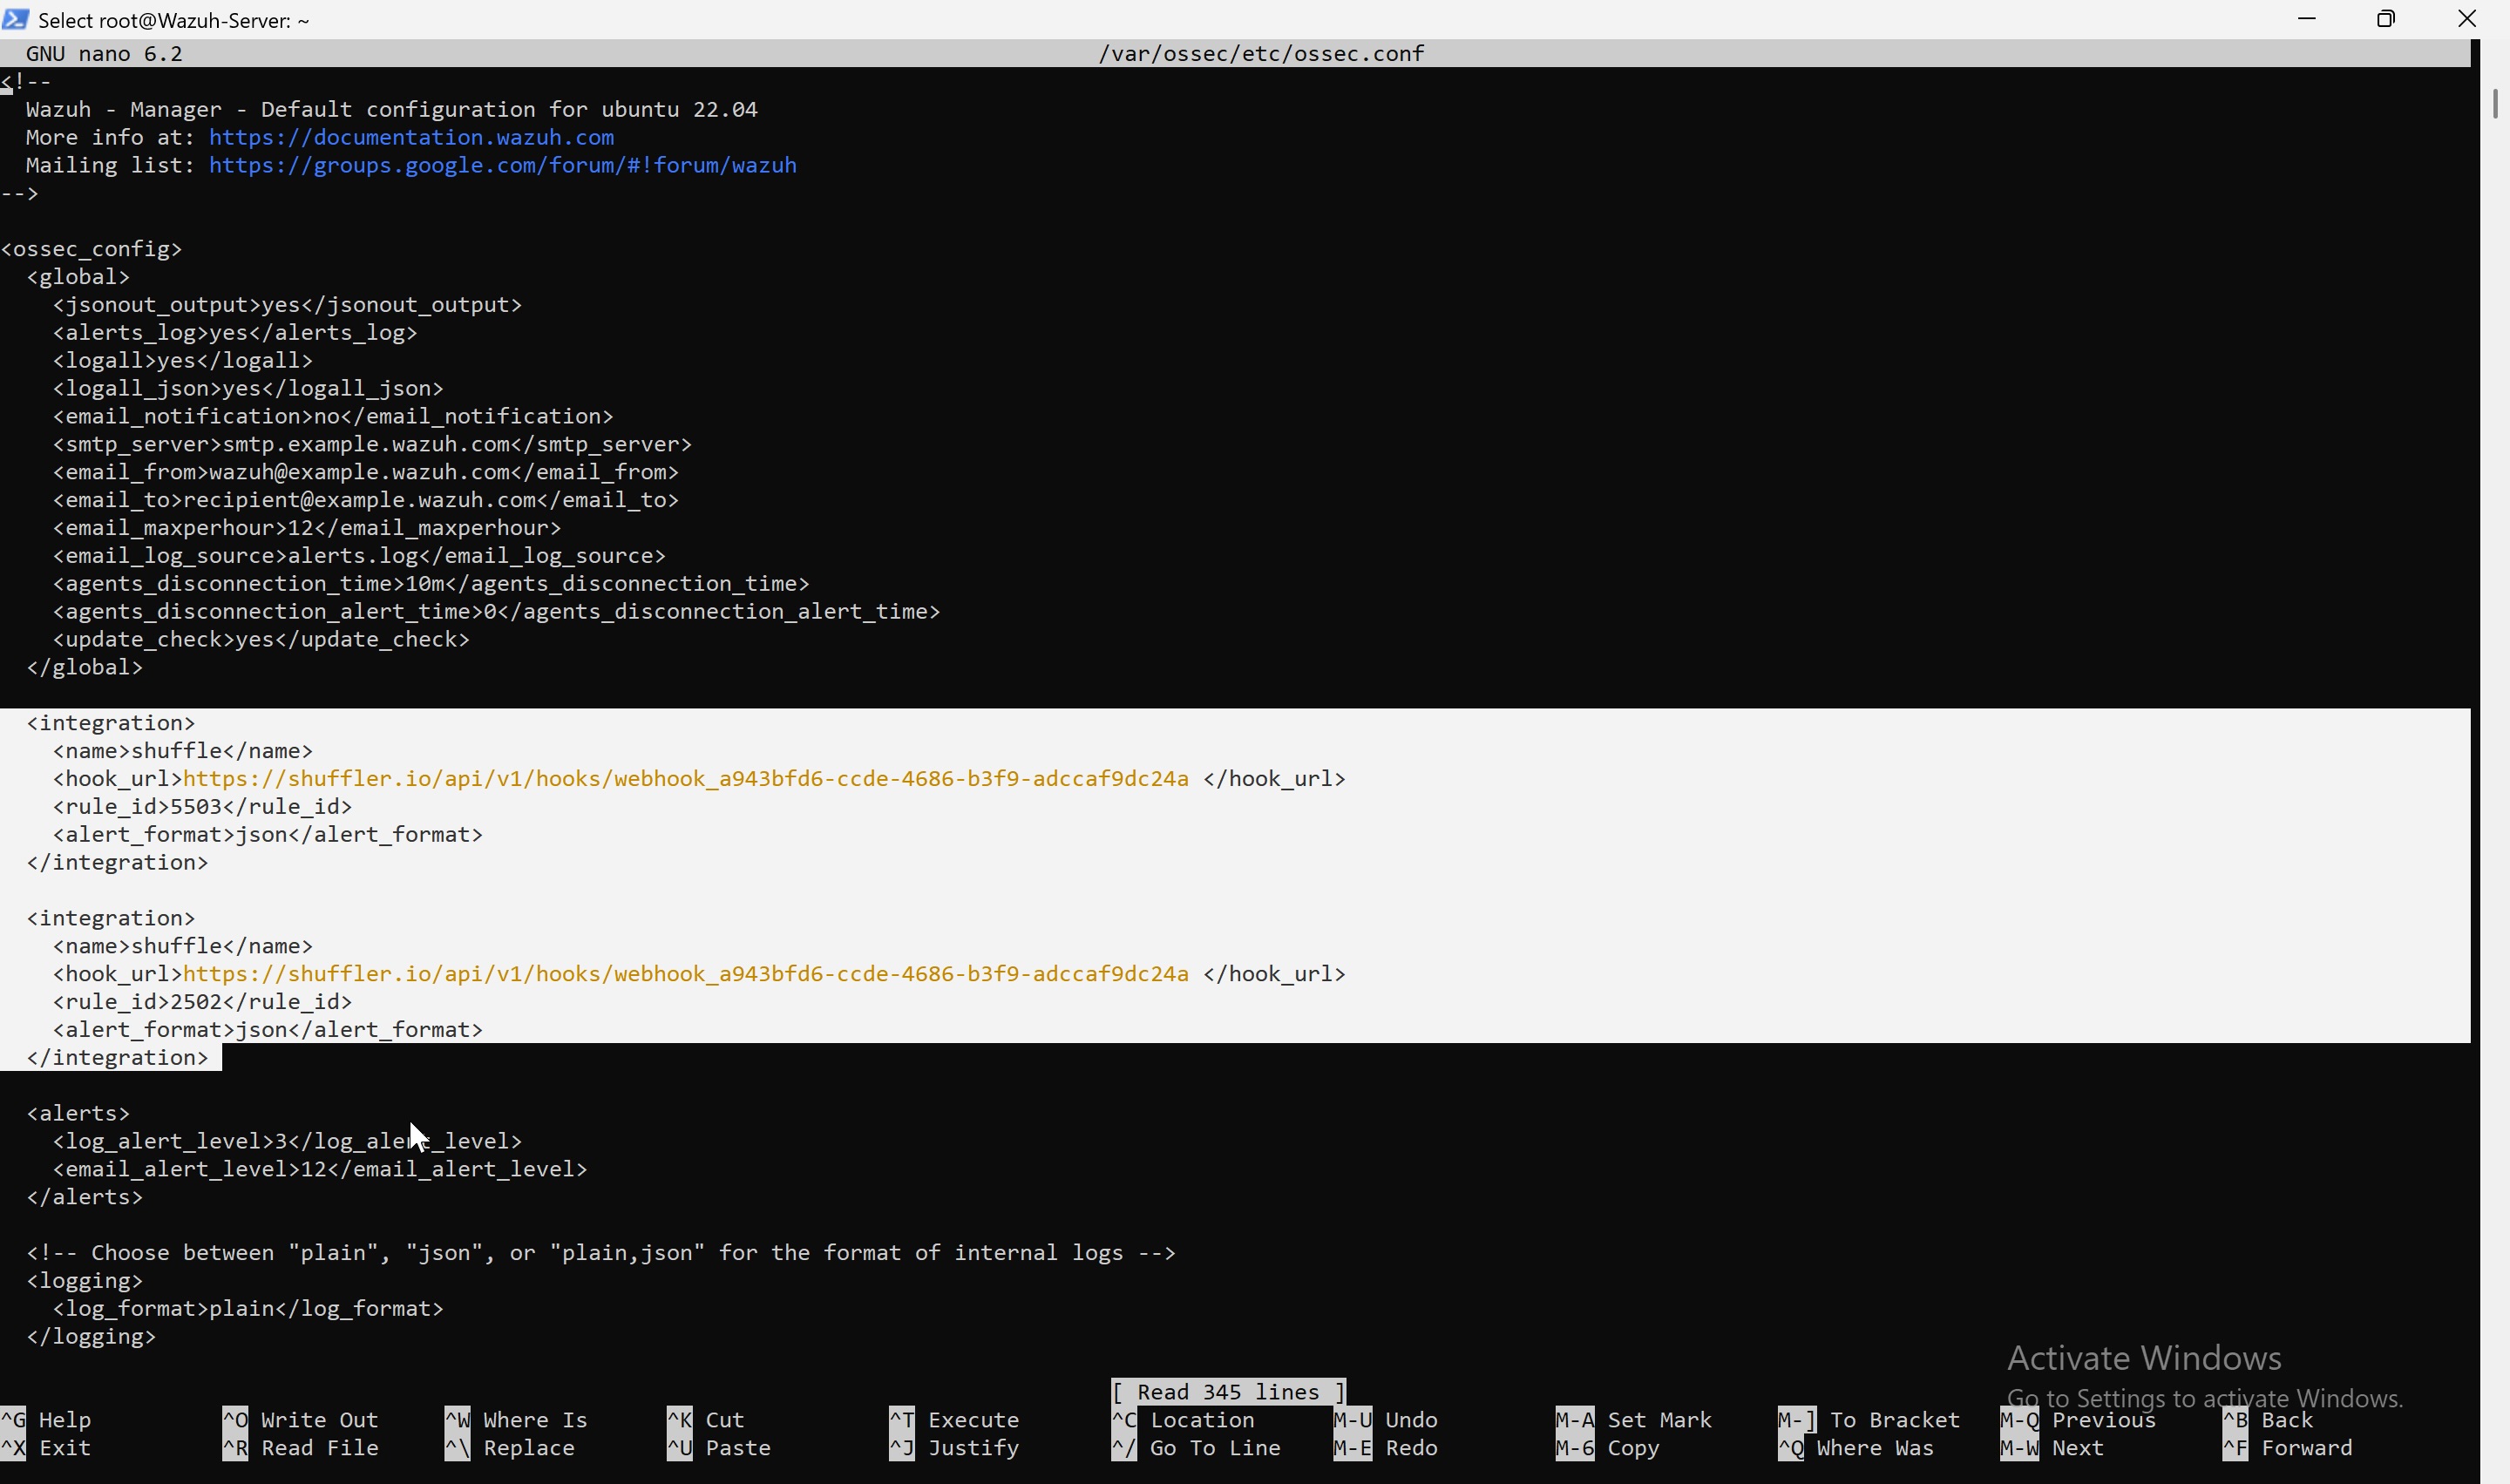 Select root@Wazuh-Server: ~
GNU nano 6.2 /var/ossec/etc/ossec.conf
<!--
  Wazuh - Manager - Default configuration for ubuntu 22.04
  More info at: https://documentation.wazuh.com
  Mailing list: https://groups.google.com/forum/#!forum/wazuh
-->
<ossec_config>
  <global>
    <jsonout_output>yes</jsonout_output>
    <alerts_log>yes</alerts_log>
    <logall>yes</logall>
    <logall_json>yes</logall_json>
    <email_notification>no</email_notification>
    <smtp_server>smtp.example.wazuh.com</smtp_server>
    <email_from>wazuh@example.wazuh.com</email_from>
    <email_to>recipient@example.wazuh.com</email_to>
    <email_maxperhour>12</email_maxperhour>
    <email_log_source>alerts.log</email_log_source>
    <agents_disconnection_time>10m</agents_disconnection_time>
    <agents_disconnection_alert_time>0</agents_disconnection_alert_time>
    <update_check>yes</update_check>
  </global>
  <integration>
    <name>shuffle</name>
    <hook_url>https://shuffler.io/api/v1/hooks/webhook_a943bfd6-ccde-4686-b3f9-adccaf9dc24a </hook_url>
    <rule_id>5503</rule_id>
    <alert_format>json</alert_format>
  </integration>
  <integration>
    <name>shuffle</name>
    <hook_url>https://shuffler.io/api/v1/hooks/webhook_a943bfd6-ccde-4686-b3f9-adccaf9dc24a </hook_url>
    <rule_id>2502</rule_id>
    <alert_format>json</alert_format>
  </integration>
  <alerts>
    <log_alert_level>3</log_alert_level>
    <email_alert_level>12</email_alert_level>
  </alerts>
  <!-- Choose between "plain", "json", or "plain,json" for the format of internal logs -->
  <logging>
    <log_format>plain</log_format>
  </logging>
Activate Windows
Go to Settings to activate Windows.
[ Read 345 lines ]
^G Help ^O Write Out ^W Where Is ^K Cut ^T Execute ^C Location M-U Undo M-A Set Mark M-] To Bracket M-Q Previous ^B Back
^X Exit ^R Read File ^\ Replace ^U Paste ^J Justify ^/ Go To Line M-E Redo M-6 Copy ^Q Where Was M-W Next ^F Forward